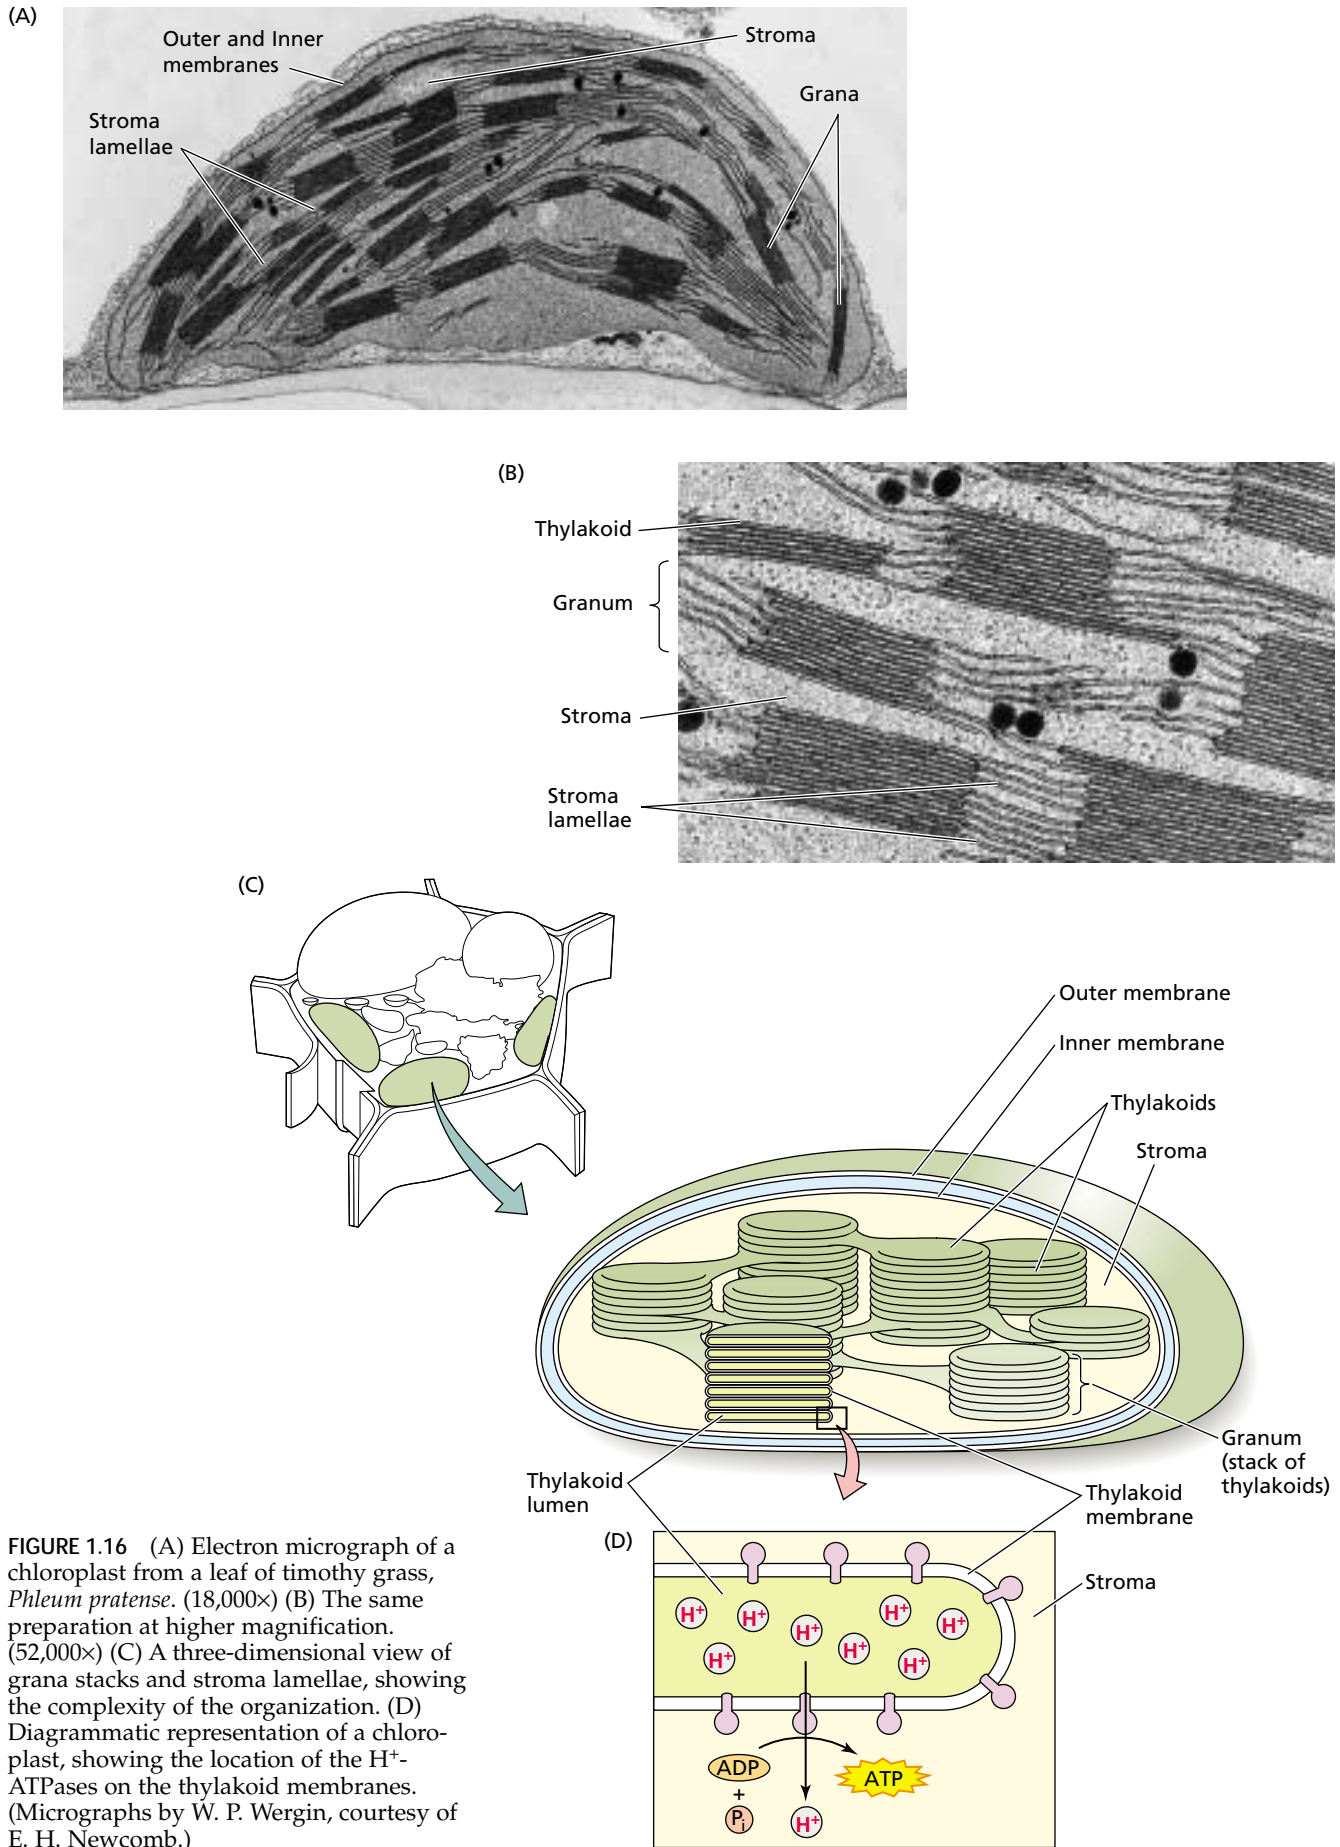 (A)
Outer and Inner
membranes
Stroma
Grana
Stroma
lamellae
(B)
Thylakoid
Granum
Stroma
Stroma
lamellae
(C)
Outer membrane
Inner membrane
Thylakoids
Stroma
Granum
(stack of
thylakoids)
Thylakoid
lumen
Thylakoid
membrane
(D)
Stroma
H+
H+
H+
H+
H+
H+
H+
H+
ADP
+
Pi
ATP
H+
FIGURE 1.16 (A) Electron micrograph of a
chloroplast from a leaf of timothy grass,
Phleum pratense. (18,000×) (B) The same
preparation at higher magnification.
(52,000×) (C) A three-dimensional view of
grana stacks and stroma lamellae, showing
the complexity of the organization. (D)
Diagrammatic representation of a chloro-
plast, showing the location of the H+-
ATPases on the thylakoid membranes.
(Micrographs by W. P. Wergin, courtesy of
E. H. Newcomb.)